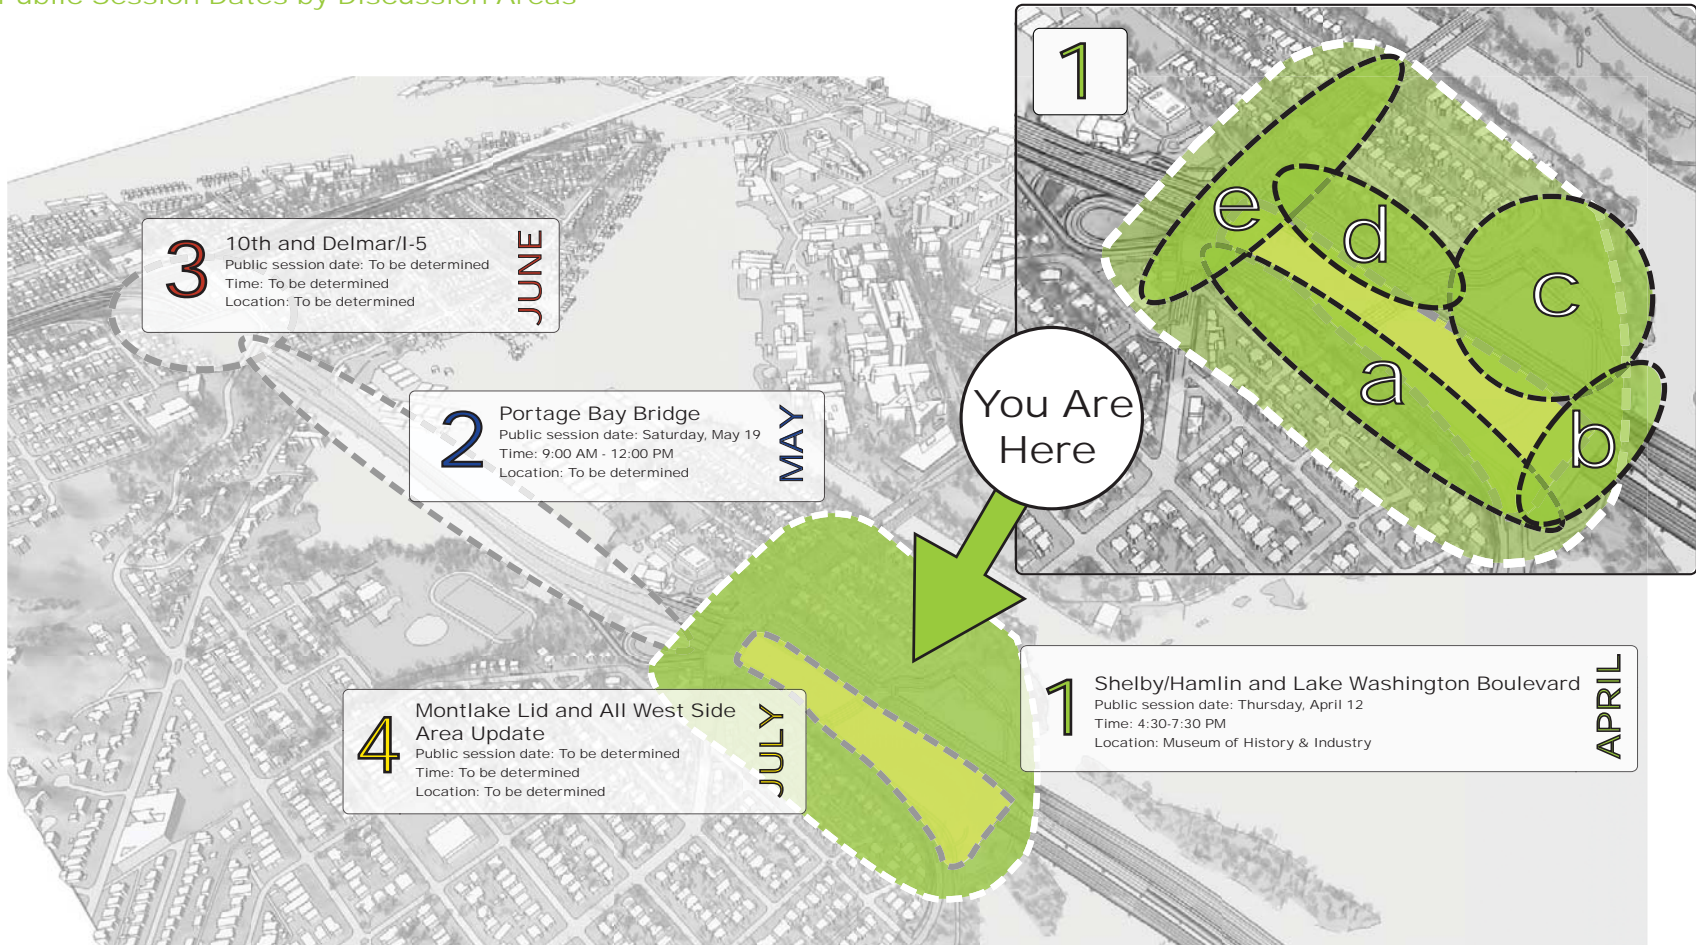 Public Session Dates by Discussion Areas
1
e
d
c
a
b
You Are
Here
3
10th and Delmar/I-5
Public session date: To be determined
Time: To be determined
Location: To be determined
JUNE
2
Portage Bay Bridge
Public session date: Saturday, May 19
Time: 9:00 AM - 12:00 PM
Location: To be determined
MAY
4
Montlake Lid and All West Side
Area Update
Public session date: To be determined
Time: To be determined
Location: To be determined
JULY
1
Shelby/Hamlin and Lake Washington Boulevard
Public session date: Thursday, April 12
Time: 4:30-7:30 PM
Location: Museum of History & Industry
APRIL